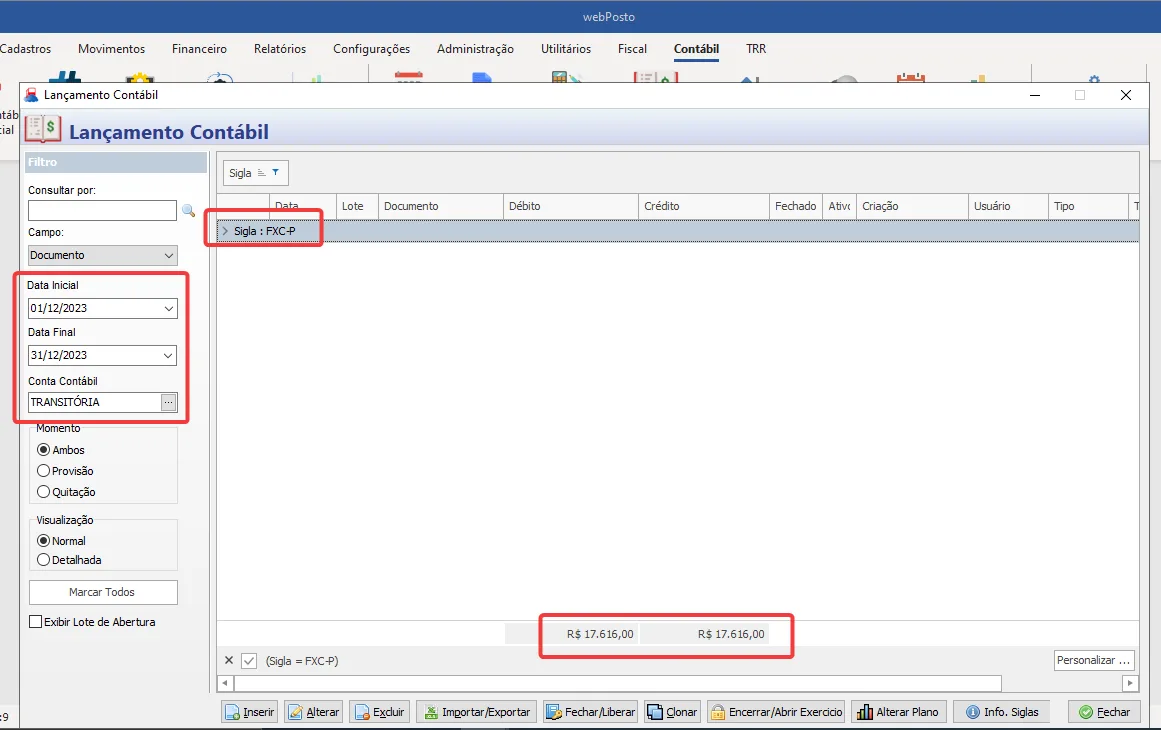 webPosto
Cadastros Movimentos Financeiro Relatórios Configurações Administração Utilitários Fiscal Contábil TRR
Lançamento Contábil
Lançamento Contábil
Filtro
Consultar por:
Campo:
Documento
Data Inicial
01/12/2023
Data Final
31/12/2023
Conta Contábil
TRANSITÓRIA ...
Momento
Ambos
Provisão
Quitação
Visualização
Normal
Detalhada
Marcar Todos
Exibir Lote de Abertura
Sigla
Data Lote Documento Débito Crédito Fechado Ativo Criação Usuário Tipo T
Sigla : FXC-P
R$ 17.616,00 R$ 17.616,00
(Sigla = FXC-P)
Personalizar ...
Inserir Alterar Excluir Importar/Exportar Fechar/Liberar Clonar Encerrar/Abrir Exercicio Alterar Plano Info. Siglas Fechar